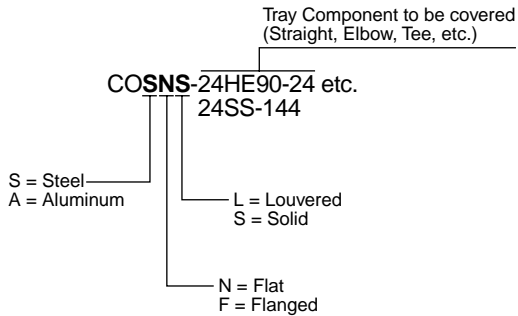 Tray Component to be covered
(Straight, Elbow, Tee, etc.)
COSNS-24HE90-24 etc.
24SS-144
S = Steel
A = Aluminum
L = Louvered
S = Solid
N = Flat
F = Flanged